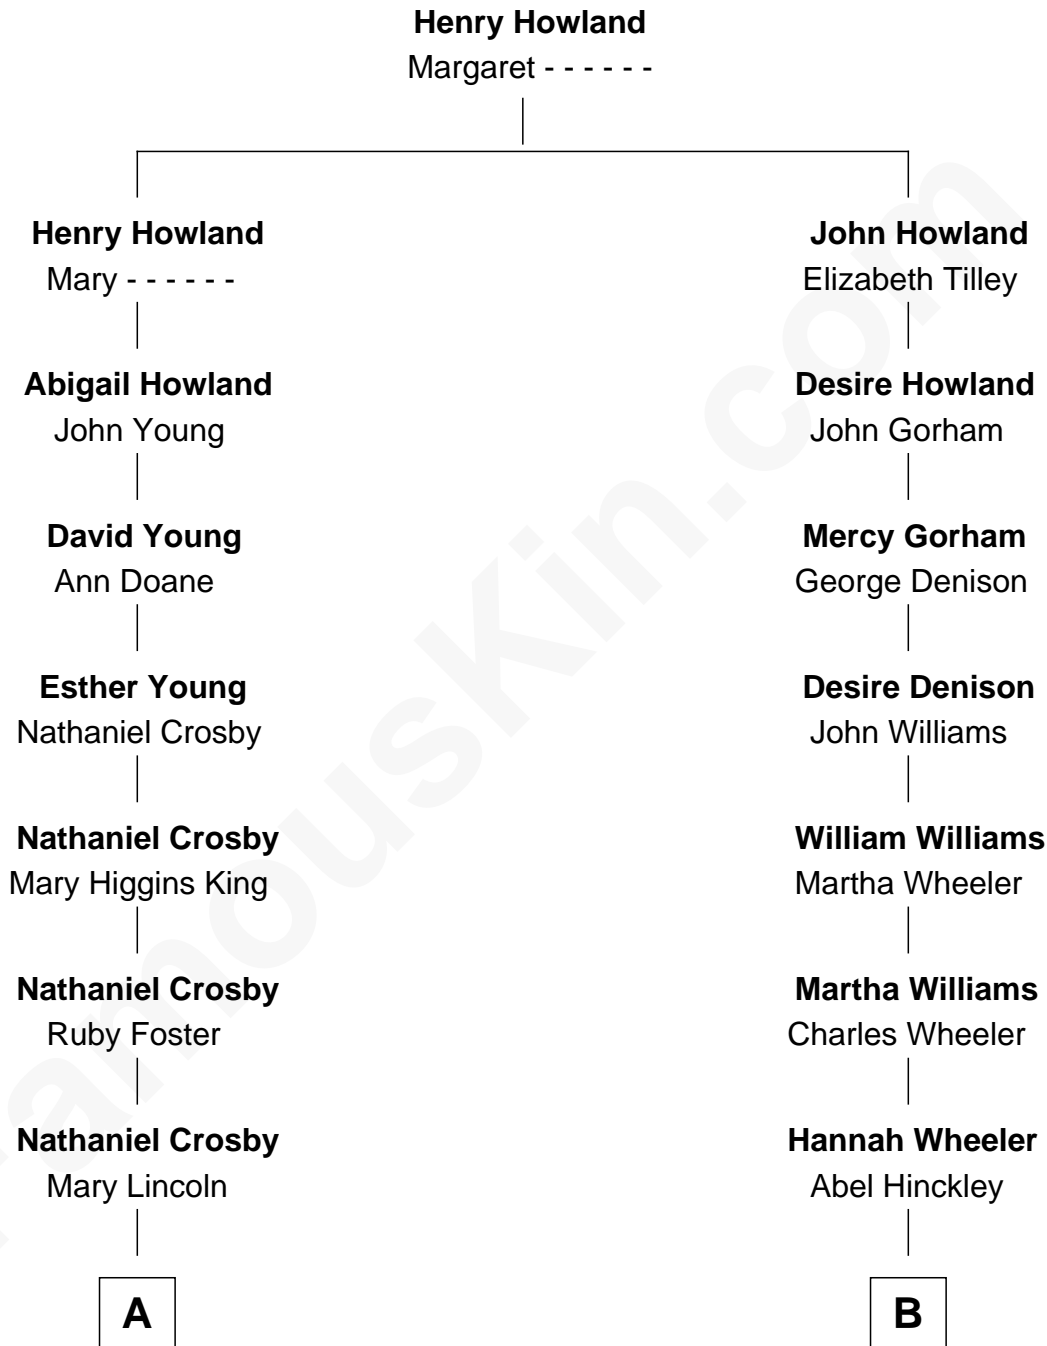 Henry Howland
Margaret - - - - - -
Henry Howland
Mary - - - - - -
John Howland
Elizabeth Tilley
Abigail Howland
John Young
Desire Howland
John Gorham
David Young
Ann Doane
Mercy Gorham
George Denison
Esther Young
Nathaniel Crosby
Desire Denison
John Williams
Nathaniel Crosby
Mary Higgins King
William Williams
Martha Wheeler
Nathaniel Crosby
Ruby Foster
Martha Williams
Charles Wheeler
Nathaniel Crosby
Mary Lincoln
Hannah Wheeler
Abel Hinckley
A
B
FamousKin.com